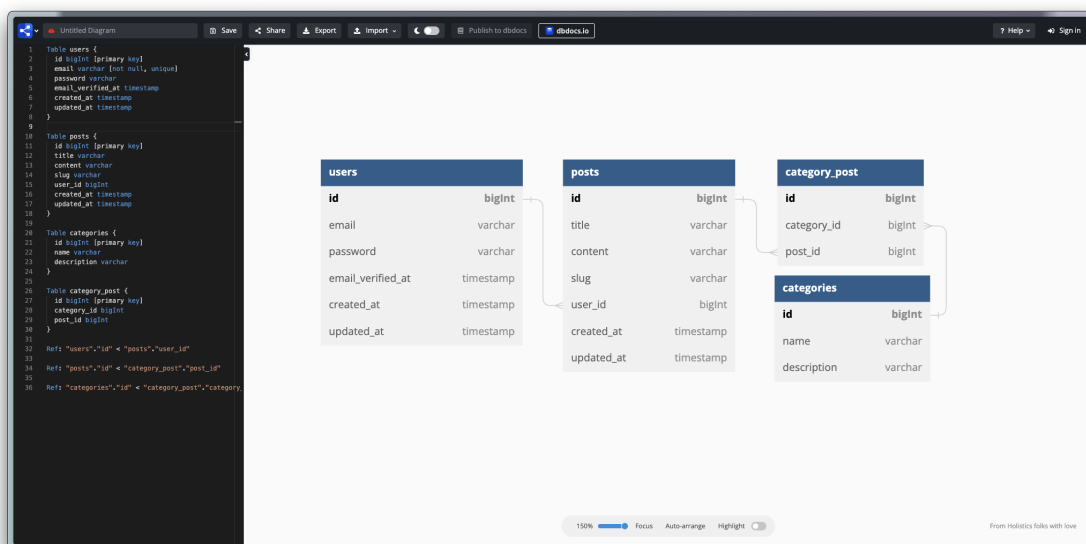 Untitled Diagram Save Share Export Import Publish to dbdocs dbdocs.io ? Help Sign in
1 Table users {
2 id bigInt [primary key]
3 email varchar [not null, unique]
4 password varchar
5 email_verified_at timestamp
6 created_at timestamp
7 updated_at timestamp
8 }
9
10 Table posts {
11 id bigInt [primary key]
12 title varchar
13 content varchar
14 slug varchar
15 user_id bigInt
16 created_at timestamp
17 updated_at timestamp
18 }
19
20 Table categories {
21 id bigInt [primary key]
22 name varchar
23 description varchar
24 }
25
26 Table category_post {
27 id bigInt [primary key]
28 category_id bigInt
29 post_id bigInt
30 }
31
32 Ref: "users"."id" < "posts"."user_id"
33
34 Ref: "posts"."id" < "category_post"."post_id"
35
36 Ref: "categories"."id" < "category_post"."category_
users
id bigInt
email varchar
password varchar
email_verified_at timestamp
created_at timestamp
updated_at timestamp
posts
id bigInt
title varchar
content varchar
slug varchar
user_id bigInt
created_at timestamp
updated_at timestamp
category_post
id bigInt
category_id bigInt
post_id bigInt
categories
id bigInt
name varchar
description varchar
150% Focus Auto-arrange Highlight
From Holistics folks with love